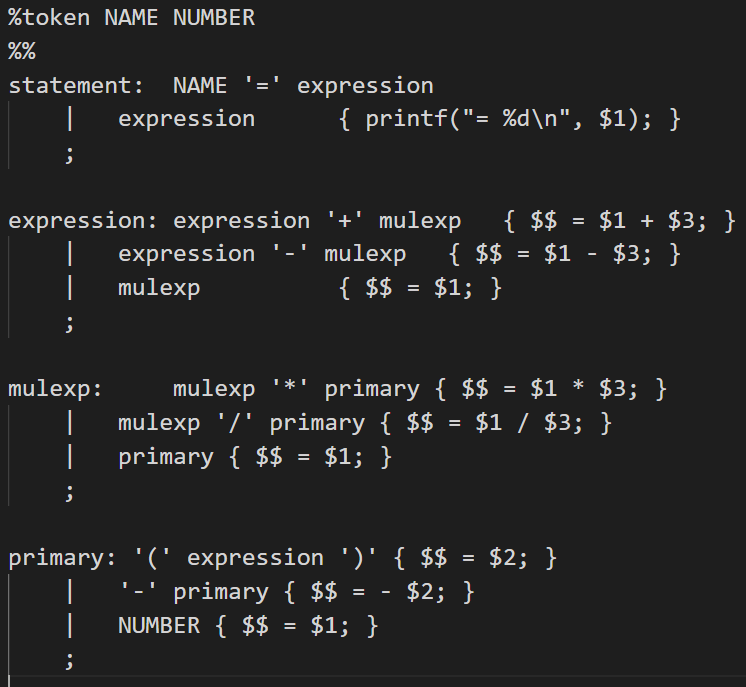 %token NAME NUMBER
%%
statement:  NAME '=' expression
    |   expression      { printf("= %d\n", $1); }
    ;

expression: expression '+' mulexp   { $$ = $1 + $3; }
    |   expression '-' mulexp   { $$ = $1 - $3; }
    |   mulexp          { $$ = $1; }
    ;

mulexp:     mulexp '*' primary { $$ = $1 * $3; }
    |   mulexp '/' primary { $$ = $1 / $3; }
    |   primary { $$ = $1; }
    ;

primary: '(' expression ')' { $$ = $2; }
    |   '-' primary { $$ = - $2; }
    |   NUMBER { $$ = $1; }
    ;